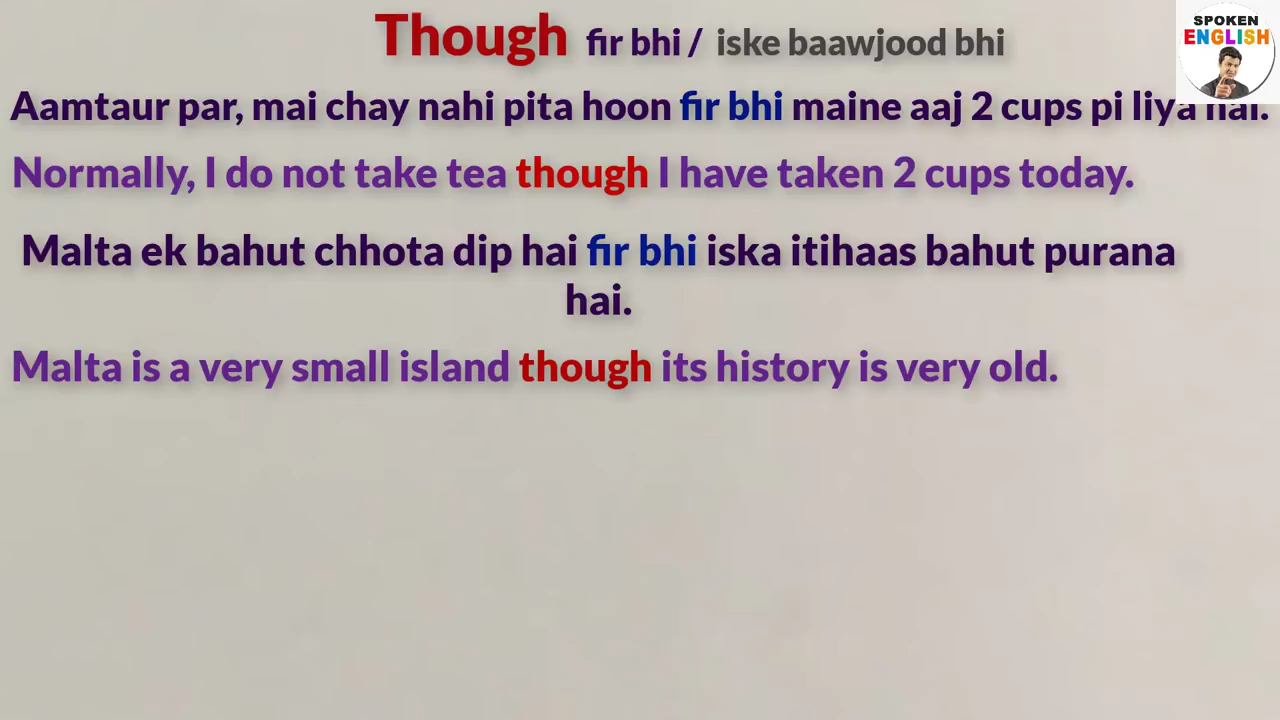 Though fir bhi / iske baawjood bhi
SPOKEN
ENGLISH
Aamtaur par, mai chay nahi pita hoon fir bhi maine aaj 2 cups pi liya hai.
Normally, I do not take tea though I have taken 2 cups today.
Malta ek bahut chhota dip hai fir bhi iska itihaas bahut purana
hai.
Malta is a very small island though its history is very old.